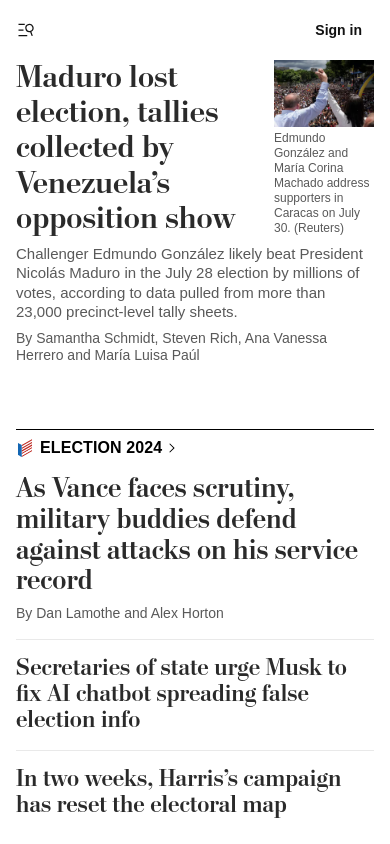 Sign in
Maduro lost
election, tallies
collected by
Venezuela’s
opposition show
Edmundo
González and
María Corina
Machado address
supporters in
Caracas on July
30. (Reuters)
Challenger Edmundo González likely beat President
Nicolás Maduro in the July 28 election by millions of
votes, according to data pulled from more than
23,000 precinct-level tally sheets.
By Samantha Schmidt, Steven Rich, Ana Vanessa
Herrero and María Luisa Paúl
ELECTION 2024
As Vance faces scrutiny,
military buddies defend
against attacks on his service
record
By Dan Lamothe and Alex Horton
Secretaries of state urge Musk to
fix AI chatbot spreading false
election info
In two weeks, Harris’s campaign
has reset the electoral map